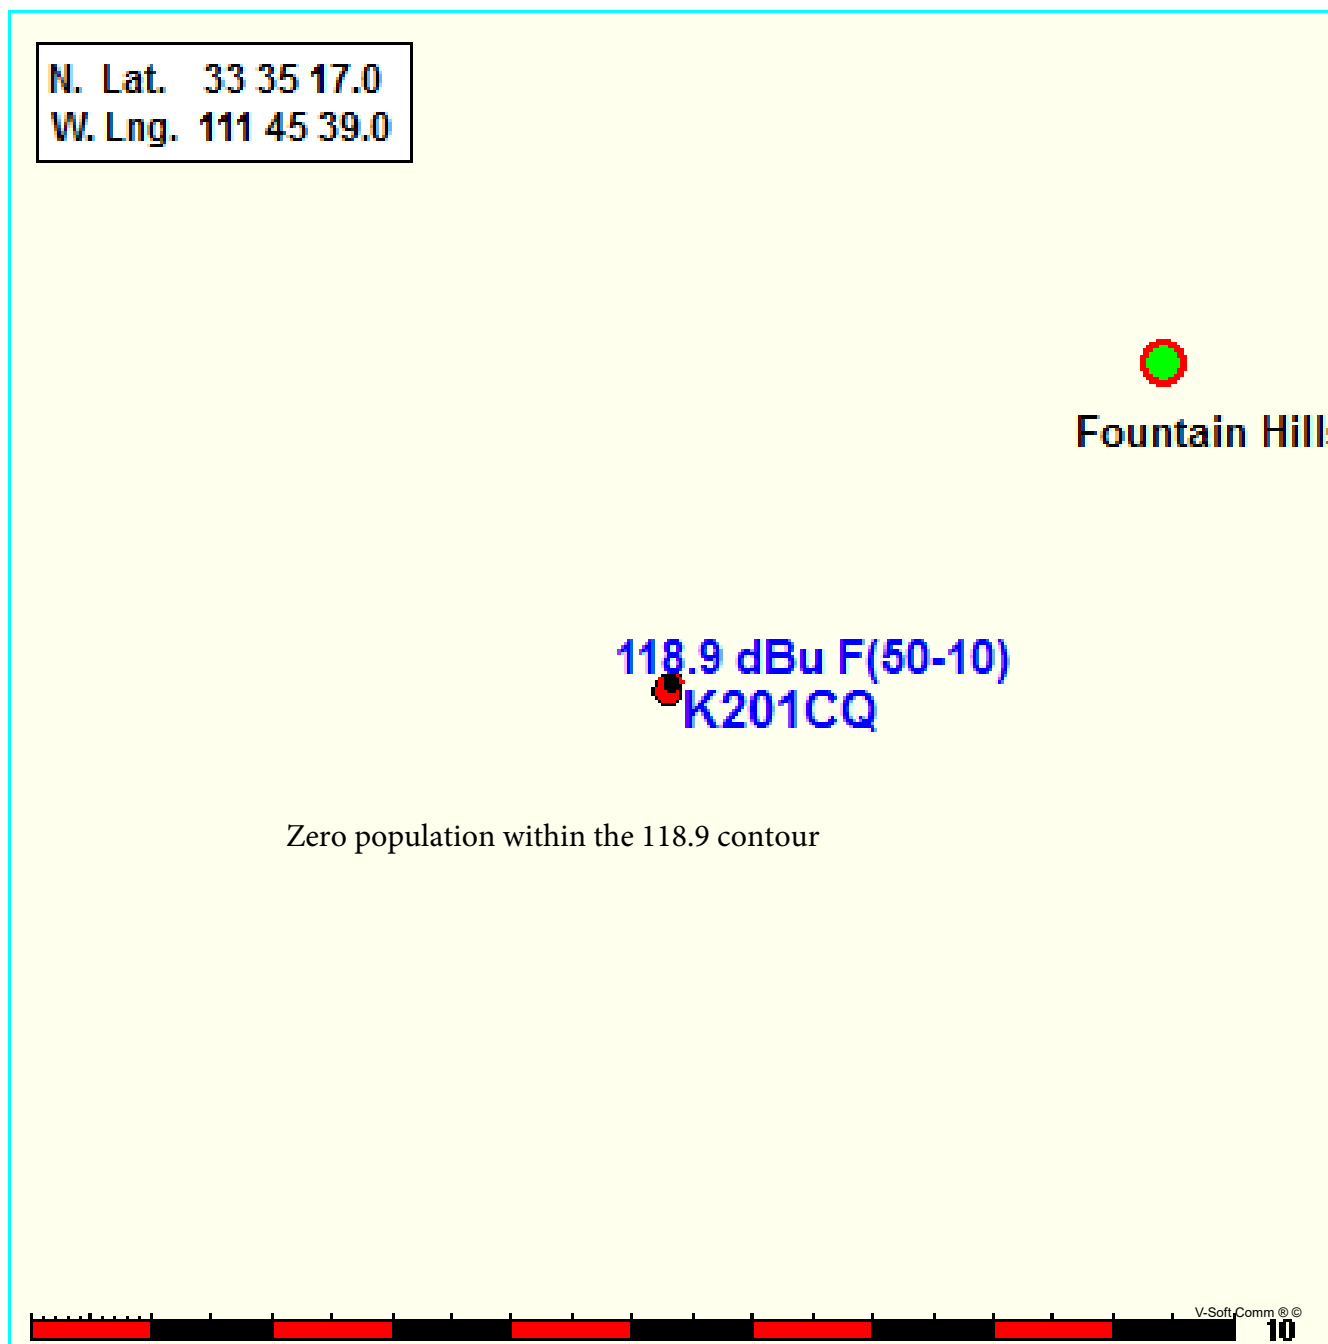 N. Lat. 33 35 17.0
W. Lng. 111 45 39.0
Fountain Hills
118.9 dBu F(50-10)
K201CQ
Zero population within the 118.9 contour
V-Soft Comm ® ©
10